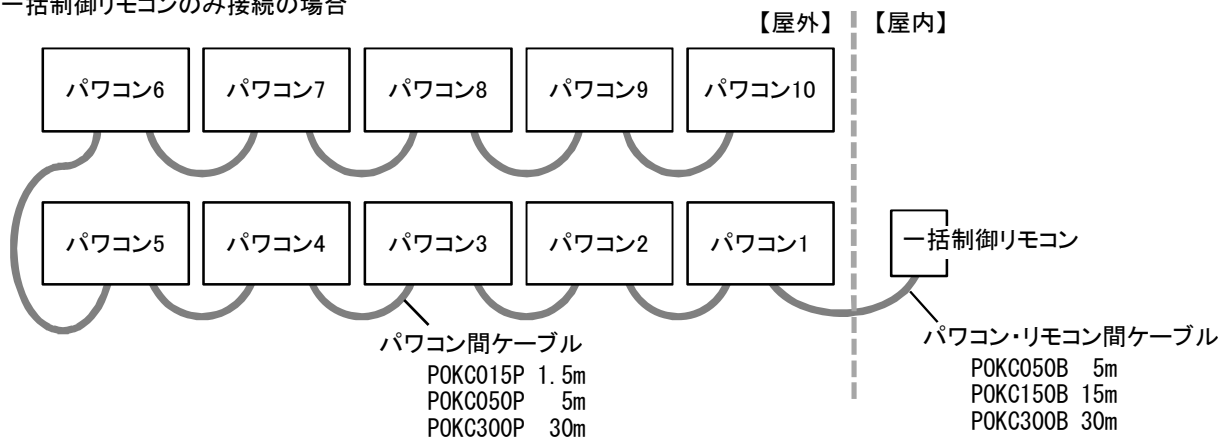 一括制御リモコンのみ接続の場合
【屋外】 【屋内】
パワコン6 パワコン7 パワコン8 パワコン9 パワコン10
パワコン5 パワコン4 パワコン3 パワコン2 パワコン1 一括制御リモコン
パワコン間ケーブル
POKC015P 1.5m
POKC050P 5m
POKC300P 30m
パワコン・リモコン間ケーブル
POKC050B 5m
POKC150B 15m
POKC300B 30m